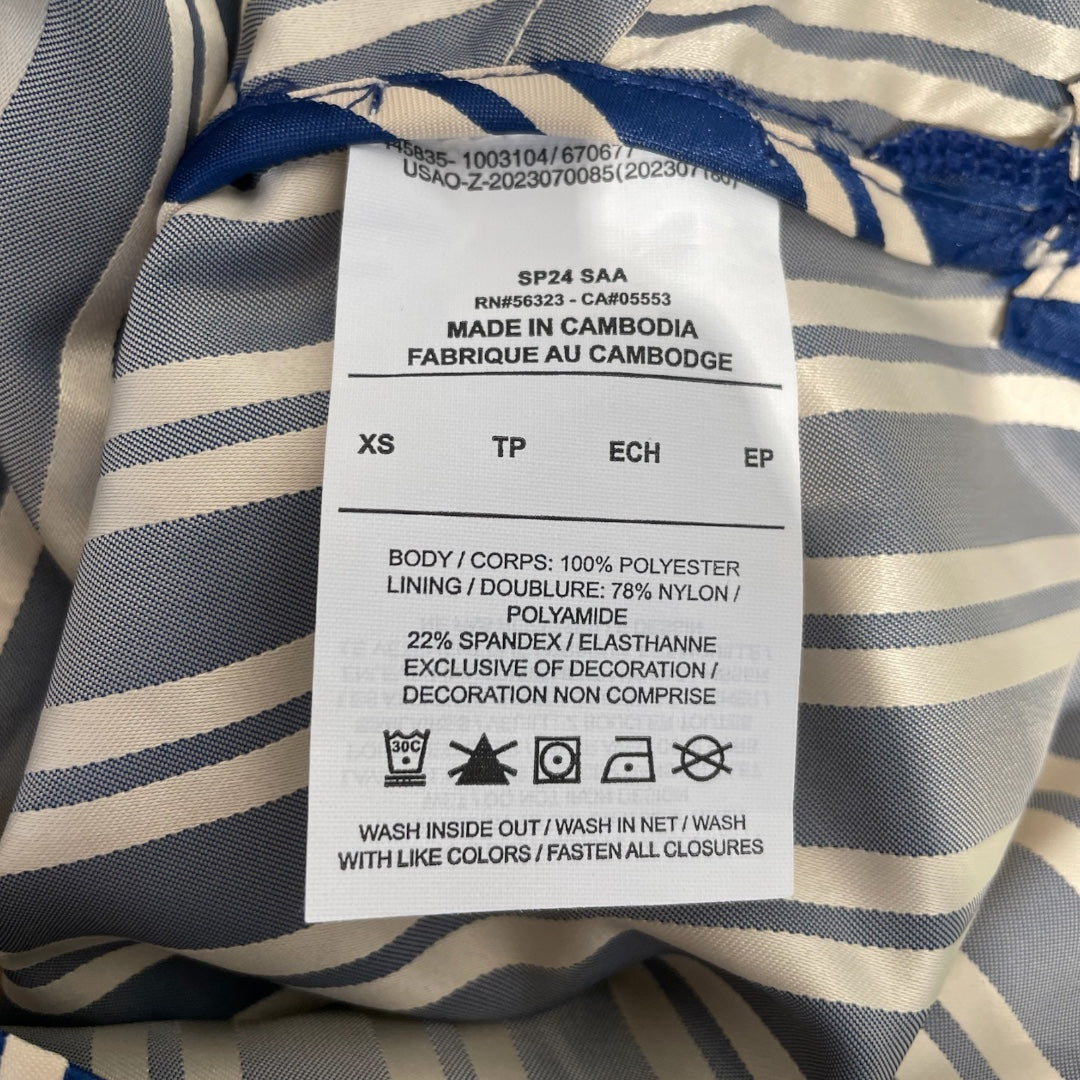 1003104/670677
USAO-Z-2023070085
SP24 SAA
RN#56323 - CA#05553
MADE IN CAMBODIA
FABRIQUE AU CAMBODGE
XS TP ECH EP
BODY / CORPS: 100% POLYESTER
LINING / DOUBLURE: 78% NYLON /
POLYAMIDE
22% SPANDEX / ELASTHANNE
EXCLUSIVE OF DECORATION /
DECORATION NON COMPRISE
30C
WASH INSIDE OUT / WASH IN NET / WASH
WITH LIKE COLORS / FASTEN ALL CLOSURES